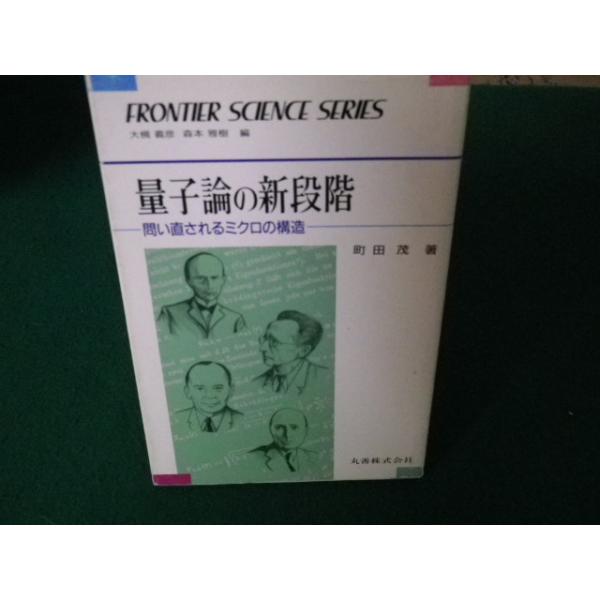 FRONTIER SCIENCE SERIES
大槻 義彦 森本 雅樹 編
量子論の新段階
問い直されるミクロの構造
町田 茂 著
丸善株式会社